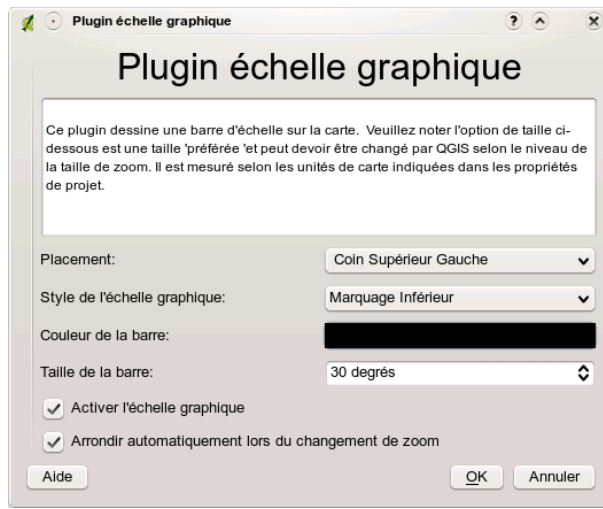 Plugin échelle graphique
Plugin échelle graphique
Ce plugin dessine une barre d'échelle sur la carte. Veuillez noter l'option de taille ci-
dessous est une taille 'préférée 'et peut devoir être changé par QGIS selon le niveau de
la taille de zoom. Il est mesuré selon les unités de carte indiquées dans les propriétés
de projet.
Placement: Coin Supérieur Gauche
Style de l'échelle graphique: Marquage Inférieur
Couleur de la barre:
Taille de la barre: 30 degrés
Activer l'échelle graphique
Arrondir automatiquement lors du changement de zoom
Aide OK Annuler